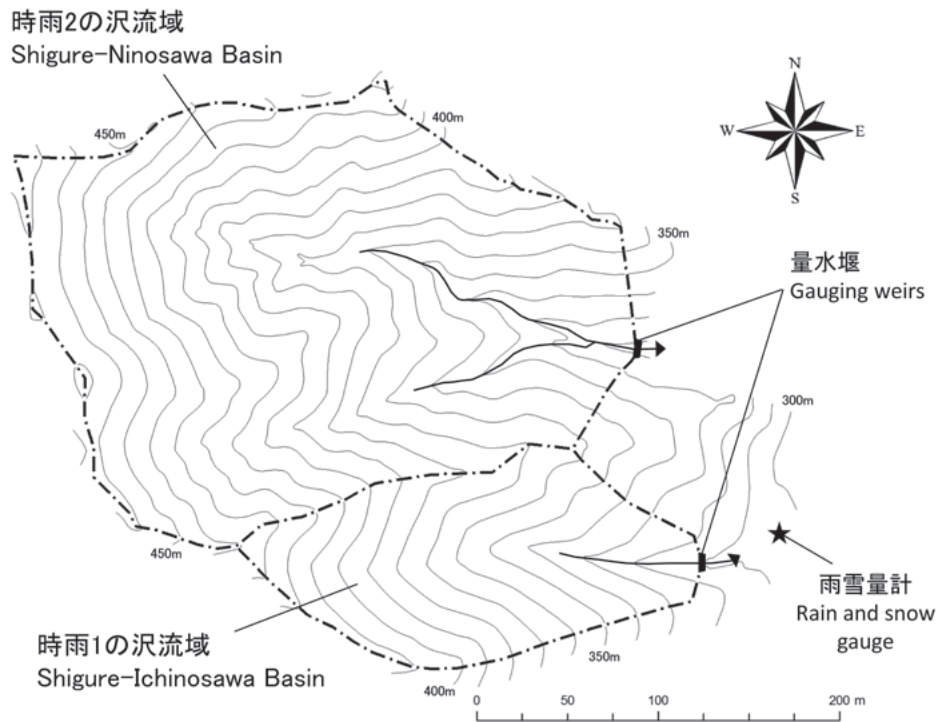 時雨2の沢流域
Shigure-Ninosawa Basin
450m
400m
N
W
E
S
350m
量水堰
Gauging weirs
300m
450m
雨雪量計
Rain and snow
gauge
時雨1の沢流域
Shigure-Ichinosawa Basin
350m
400m
0
50
100
200 m